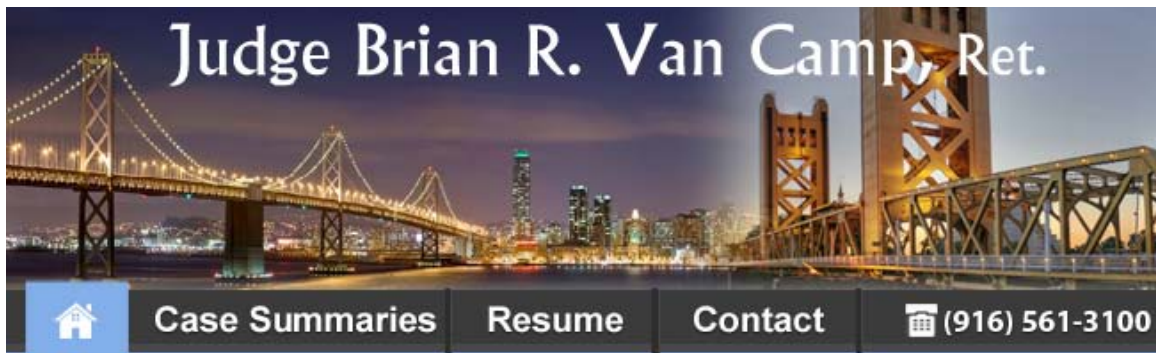 Judge Brian R. Van Camp, Ret.
Case Summaries Resume Contact (916) 561-3100